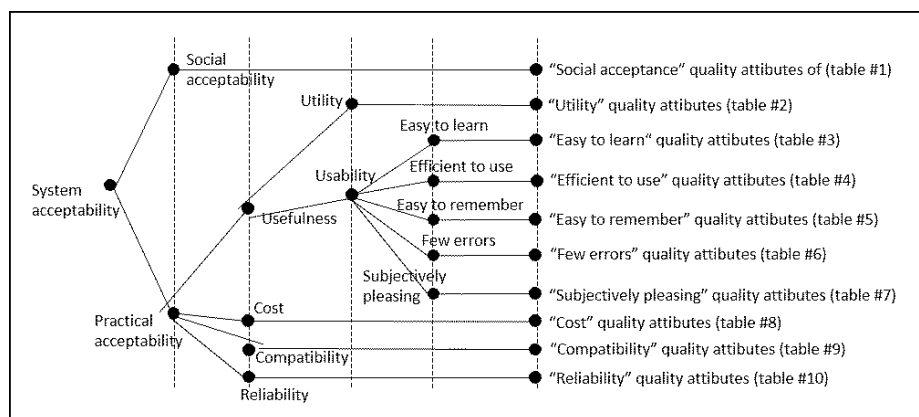 Social
acceptability
"Social acceptance" quality attibutes of (table #1)
Utility
"Utility" quality attibutes (table #2)
Easy to learn
"Easy to learn" quality attibutes (table #3)
Efficient to use
Usability
"Efficient to use" quality attibutes (table #4)
System
acceptability
Easy to remember
Usefulness
"Easy to remember" quality attibutes (table #5)
Few errors
"Few errors" quality attibutes (table #6)
Subjectively
pleasing
"Subjectively pleasing" quality attibutes (table #7)
Practical
acceptability
Cost
"Cost" quality attibutes (table #8)
Compatibility
"Compatibility" quality attibutes (table #9)
Reliability
"Reliability" quality attibutes (table #10)